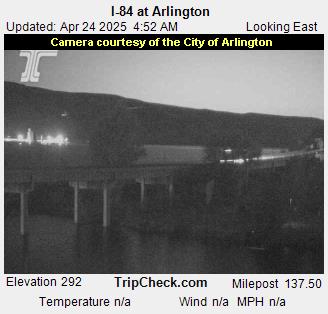 I-84 at Arlington
Updated: Apr 24 2025 4:52 AM Looking East
Camera courtesy of the City of Arlington
Elevation 292 TripCheck.com Milepost 137.50
Temperature n/a Wind n/a MPH n/a